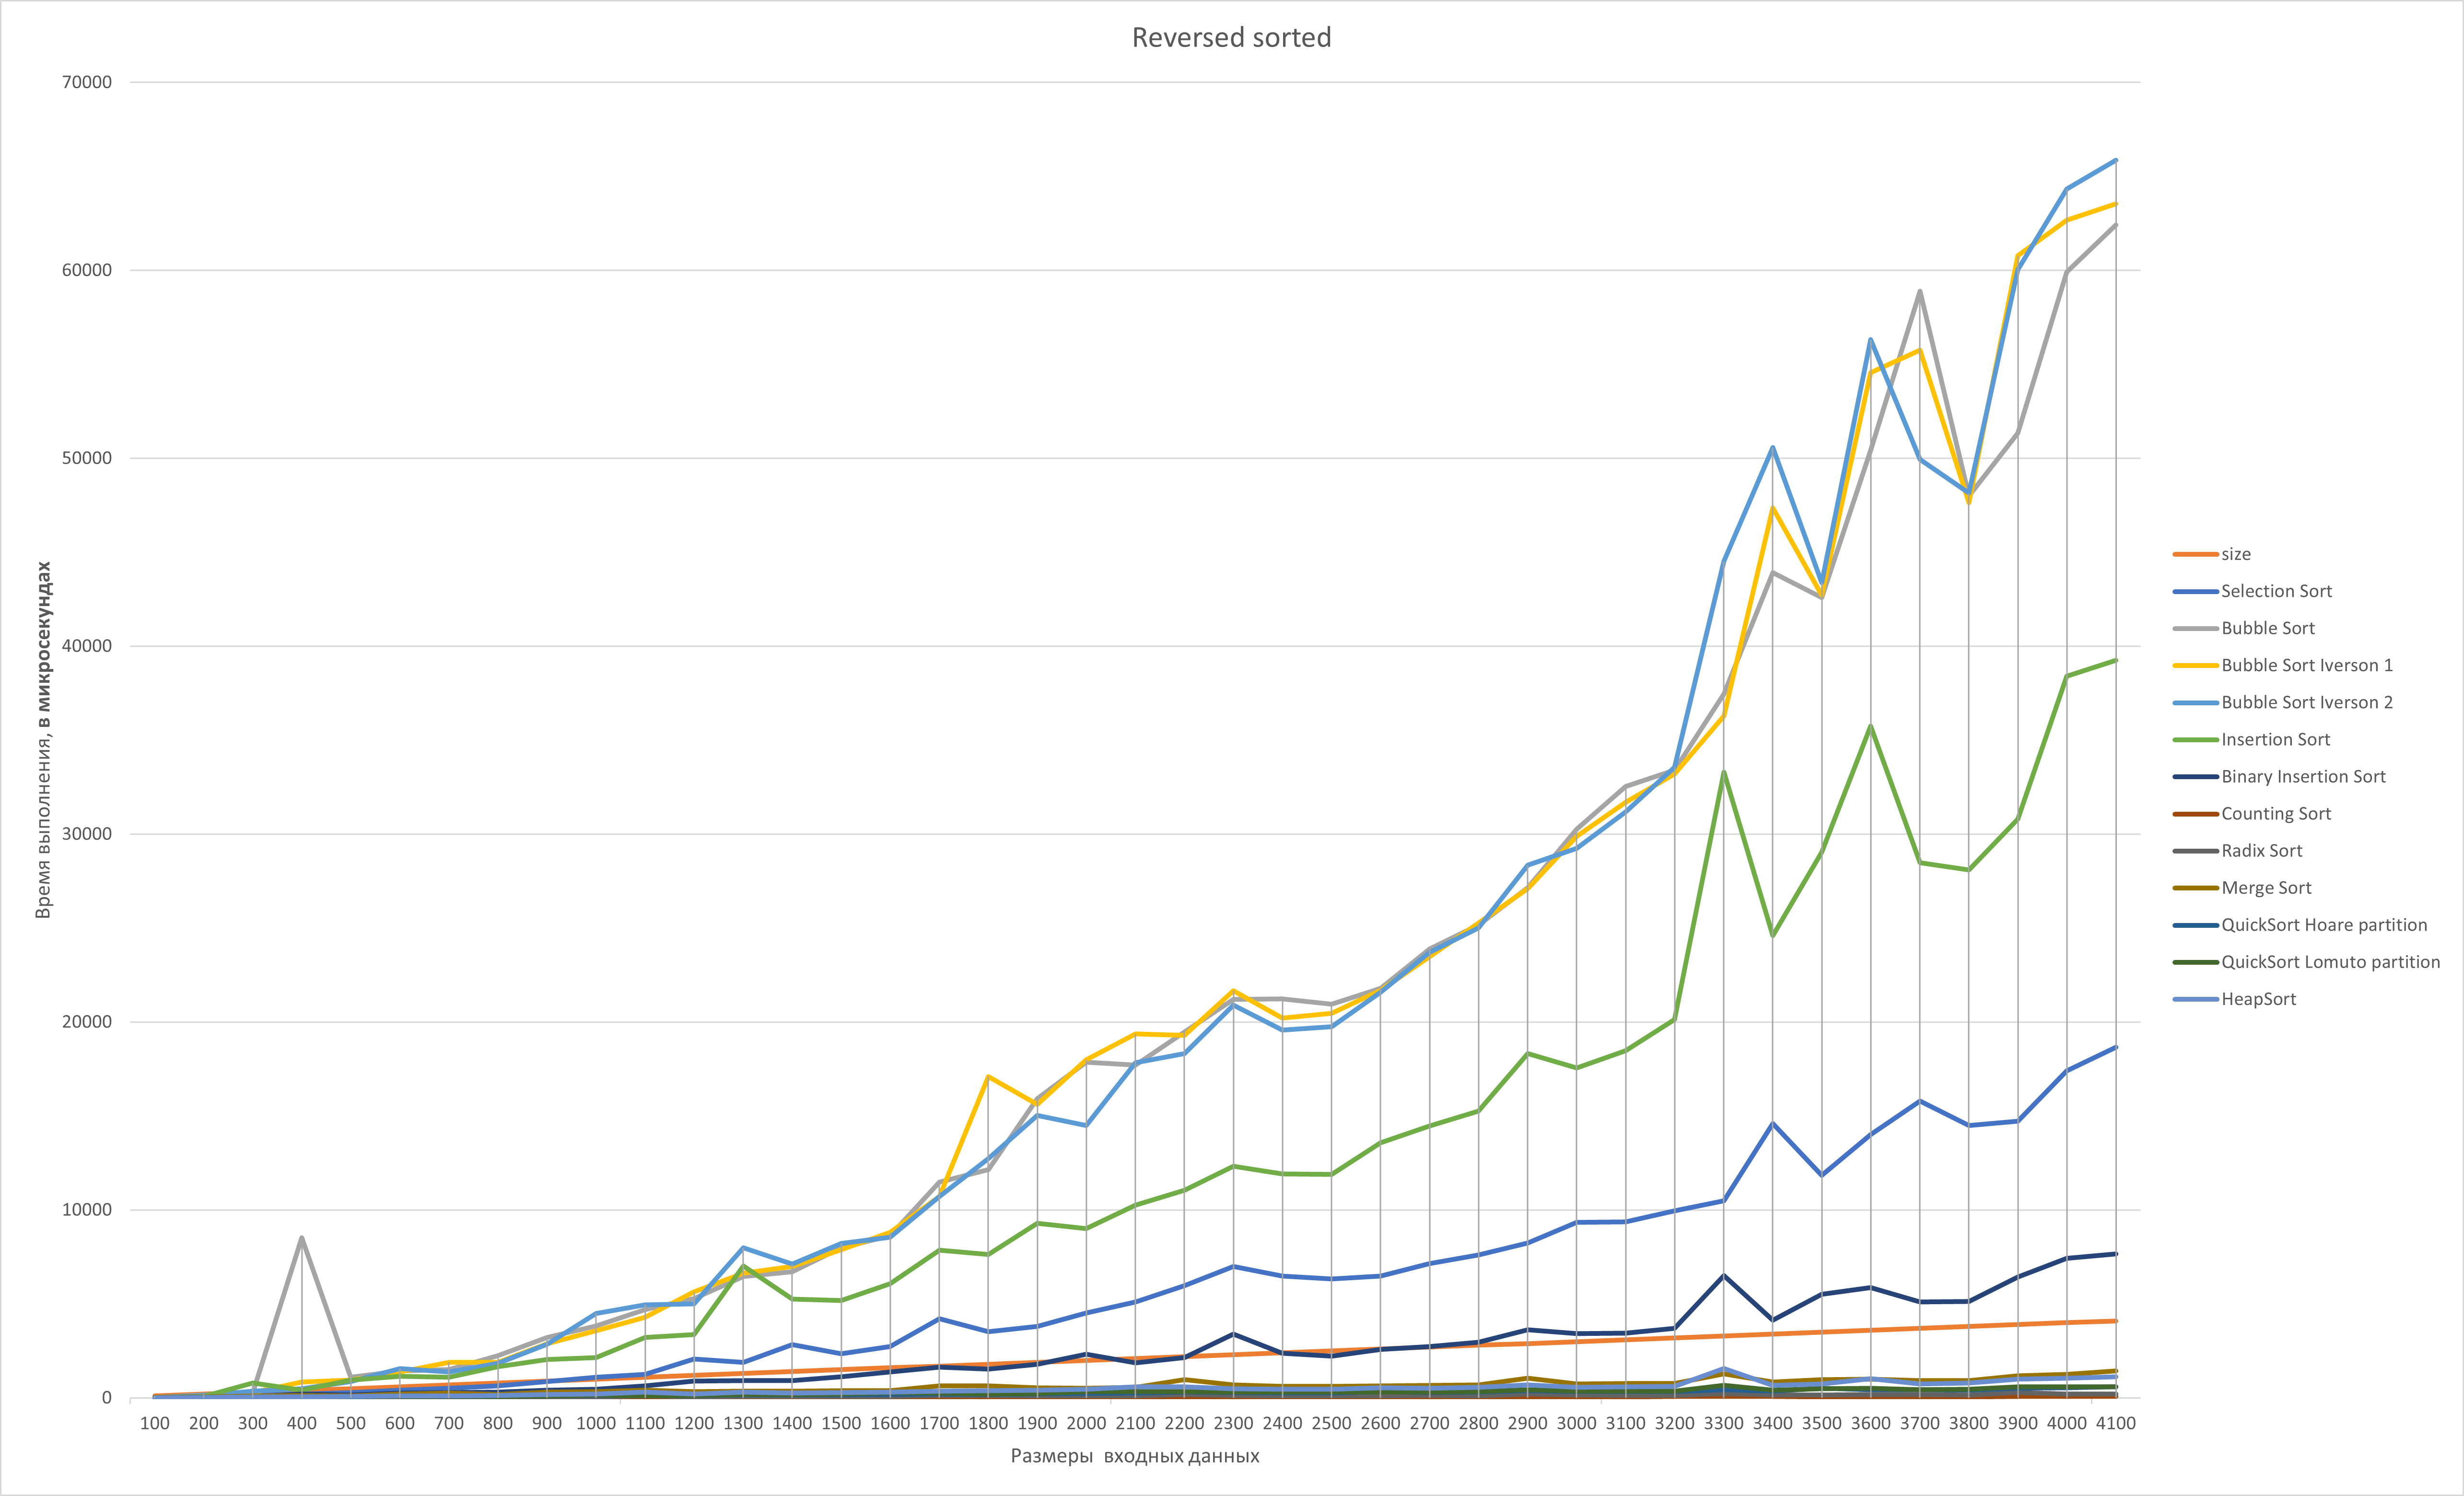 Reversed sorted
70000
60000
50000
40000
30000
20000
10000
0
Время выполнения, в микросекундах
100 200 300 400 500 600 700 800 900 1000 1100 1200 1300 1400 1500 1600 1700 1800 1900 2000 2100 2200 2300 2400 2500 2600 2700 2800 2900 3000 3100 3200 3300 3400 3500 3600 3700 3800 3900 4000 4100
Размеры  входных данных
size
Selection Sort
Bubble Sort
Bubble Sort Iverson 1
Bubble Sort Iverson 2
Insertion Sort
Binary Insertion Sort
Counting Sort
Radix Sort
Merge Sort
QuickSort Hoare partition
QuickSort Lomuto partition
HeapSort